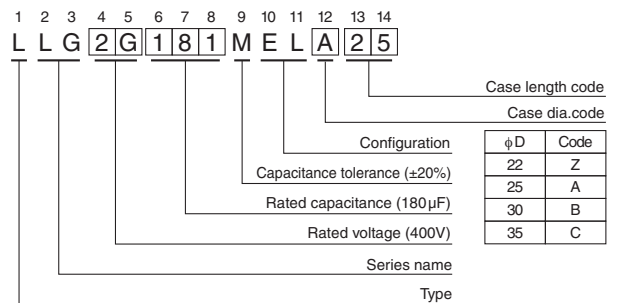 1 2 3 4 5 6 7 8 9 10 11 12 13 14
L L G 2 G 1 8 1 M E L A 2 5
Case length code
Case dia.code
Configuration
Capacitance tolerance (±20%)
Rated capacitance (180µF)
Rated voltage (400V)
Series name
Type
ϕD Code
22 Z
25 A
30 B
35 C